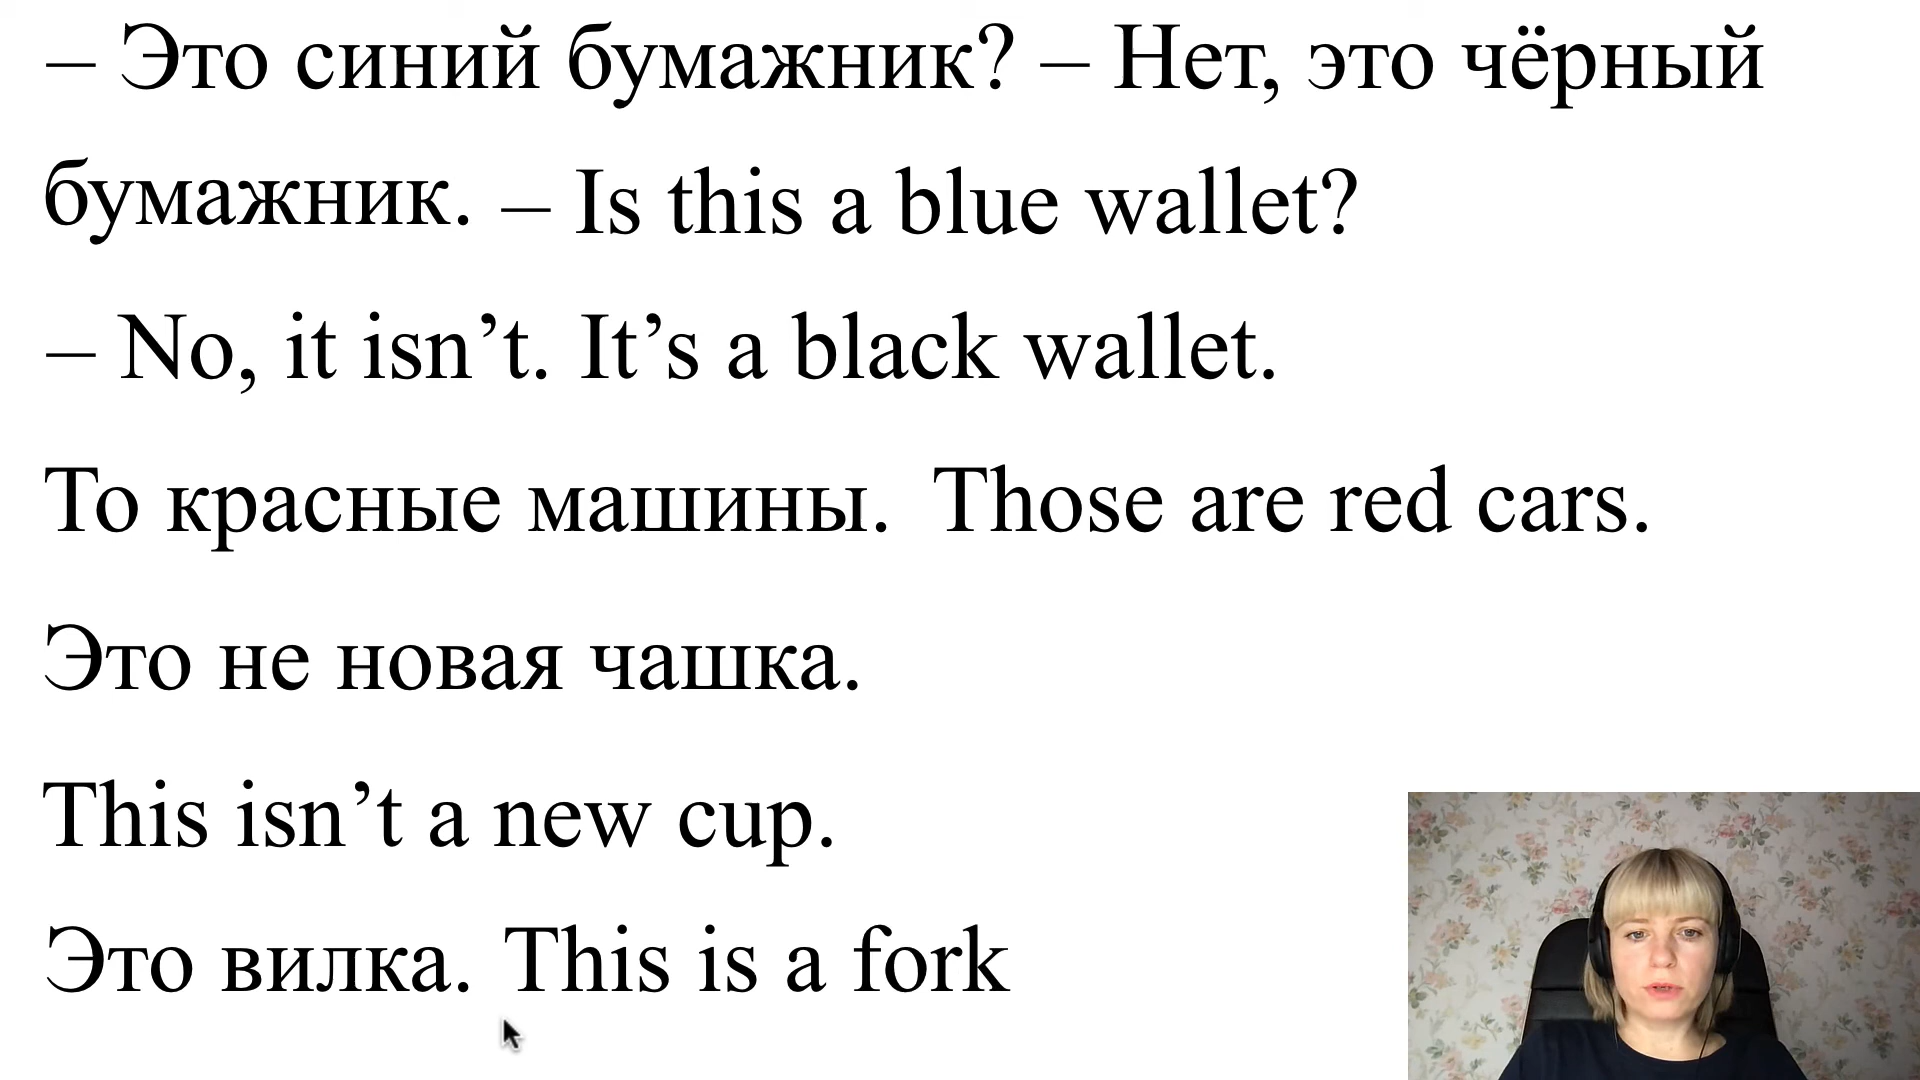 – Это синий бумажник? – Нет, это чёрный
бумажник. – Is this a blue wallet?
– No, it isn’t. It’s a black wallet.
То красные машины. Those are red cars.
Это не новая чашка.
This isn’t a new cup.
Это вилка. This is a fork